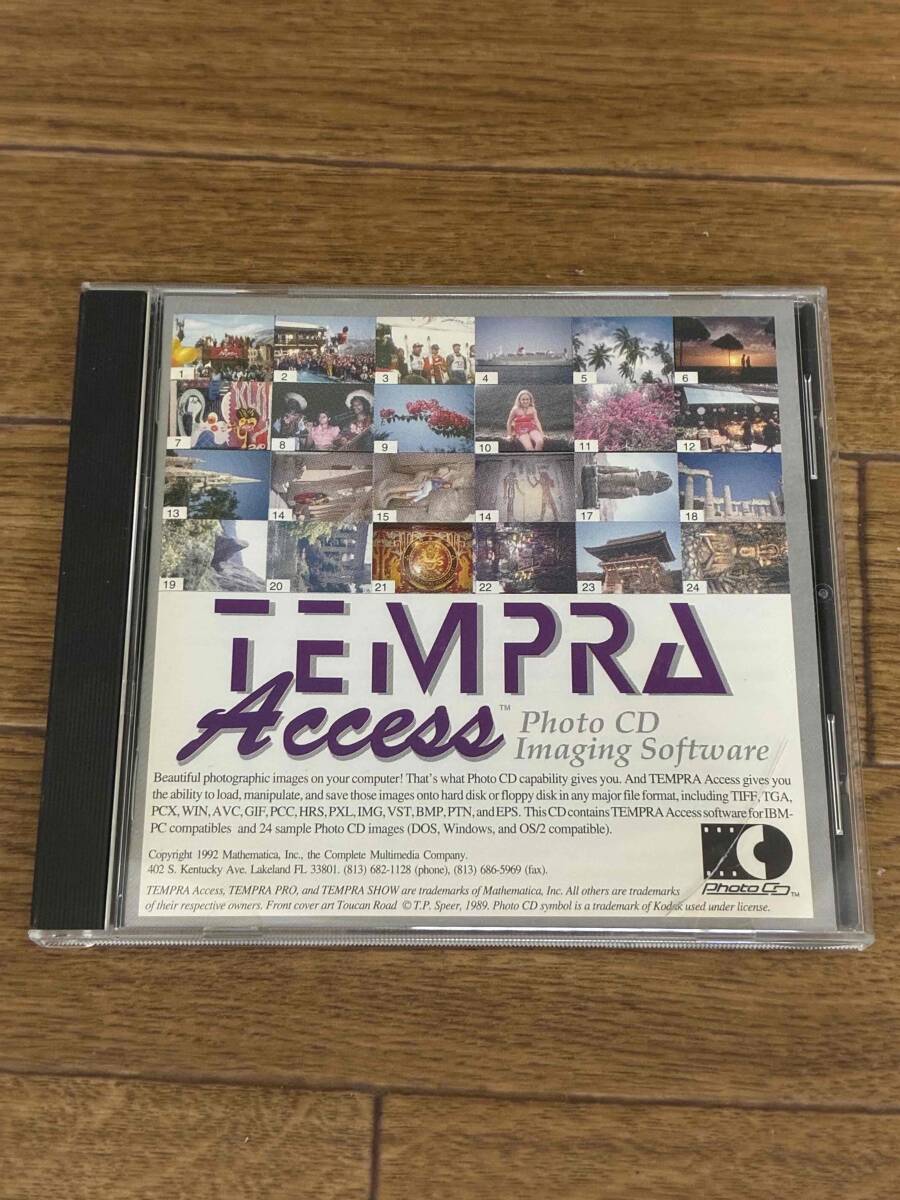 1 2 3 4 5 6
7 8 9 10 11 12
13 14 15 14 17 18
19 20 21 22 23 24
TEMPRA
Access™ Photo CD
Imaging Software
Beautiful photographic images on your computer! That's what Photo CD capability gives you. And TEMPRA Access gives you
the ability to load, manipulate, and save those images onto hard disk or floppy disk in any major file format, including TIFF, TGA,
PCX, WIN, AVC, GIF, PCC, HRS, PXL, IMG, VST, BMP, PTN, and EPS. This CD contains TEMPRA Access software for IBM-
PC compatibles and 24 sample Photo CD images (DOS, Windows, and OS/2 compatible).
Copyright 1992 Mathematica, Inc., the Complete Multimedia Company.
402 S. Kentucky Ave. Lakeland FL 33801. (813) 682-1128 (phone), (813) 686-5969 (fax).
TEMPRA Access, TEMPRA PRO, and TEMPRA SHOW are trademarks of Mathematica, Inc. All others are trademarks
of their respective owners. Front cover art Toucan Road © T.P. Speer, 1989. Photo CD symbol is a trademark of Kodak used under license.
Photo CD™